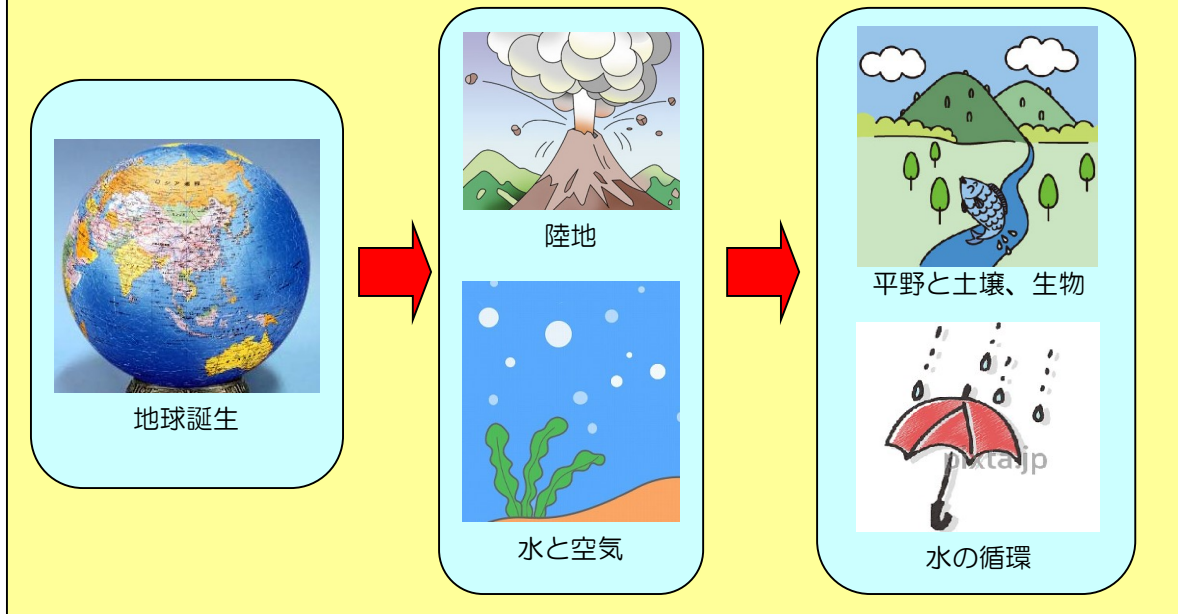 地球誕生
陸地
水と空気
平野と土壌、生物
pixta.jp
水の循環